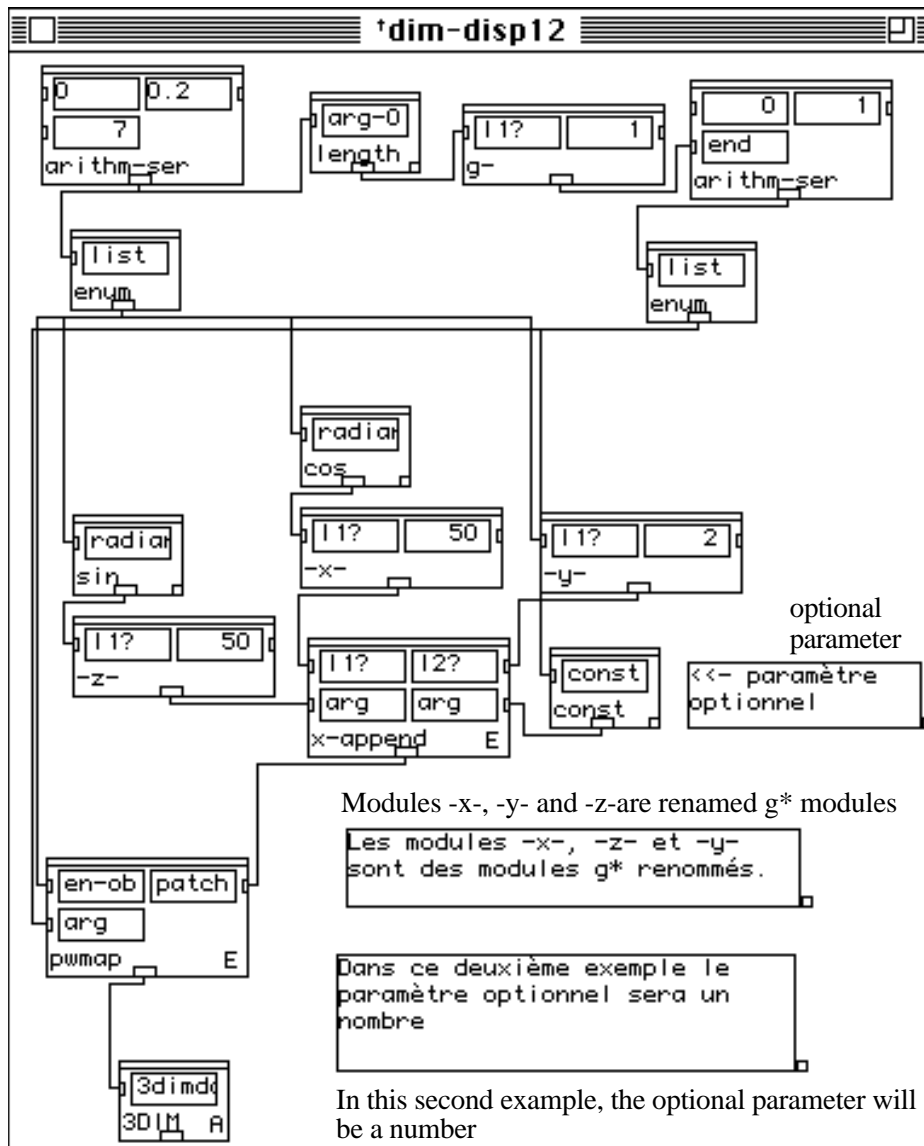 †dim-disp12
0 0.2
7
arithm-ser
arg-0
length
l1? 1
g-
0 1
end
arithm-ser
list
enum
list
enum
radiar
cos
radiar
sin
l1? 50
-x-
l1? 2
-y-
l1? 50
-z-
l1? l2?
arg arg
x-append E
const
const
optional
parameter
<<- paramètre
optionnel
Modules -x-, -y- and -z-are renamed g* modules
Les modules -x-, -z- et -y-
sont des modules g* renommés.
en-ob patch
arg
pwmap E
Dans ce deuxième exemple le
paramètre optionnel sera un
nombre
3dimd
3DIM A
In this second example, the optional parameter will
be a number